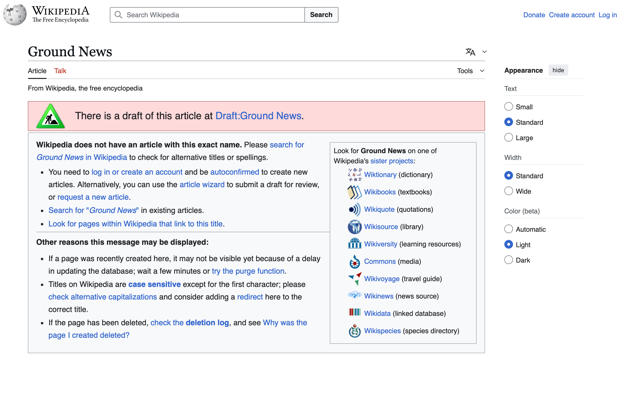 WIKIPEDIA
The Free Encyclopedia
Search Wikipedia
Search
Donate Create account Log in
Ground News
Article Talk
Tools
From Wikipedia, the free encyclopedia
There is a draft of this article at Draft:Ground News.
Wikipedia does not have an article with this exact name. Please search for
Ground News in Wikipedia to check for alternative titles or spellings.
• You need to log in or create an account and be autoconfirmed to create new
articles. Alternatively, you can use the article wizard to submit a draft for review,
or request a new article.
• Search for "Ground News" in existing articles.
• Look for pages within Wikipedia that link to this title.
Other reasons this message may be displayed:
• If a page was recently created here, it may not be visible yet because of a delay
in updating the database; wait a few minutes or try the purge function.
• Titles on Wikipedia are case sensitive except for the first character; please
check alternative capitalizations and consider adding a redirect here to the
correct title.
• If the page has been deleted, check the deletion log, and see Why was the
page I created deleted?
Look for Ground News on one of
Wikipedia's sister projects:
Wiktionary (dictionary)
Wikibooks (textbooks)
Wikiquote (quotations)
Wikisource (library)
Wikiversity (learning resources)
Commons (media)
Wikivoyage (travel guide)
Wikinews (news source)
Wikidata (linked database)
Wikispecies (species directory)
Appearance hide
Text
Small
Standard
Large
Width
Standard
Wide
Color (beta)
Automatic
Light
Dark